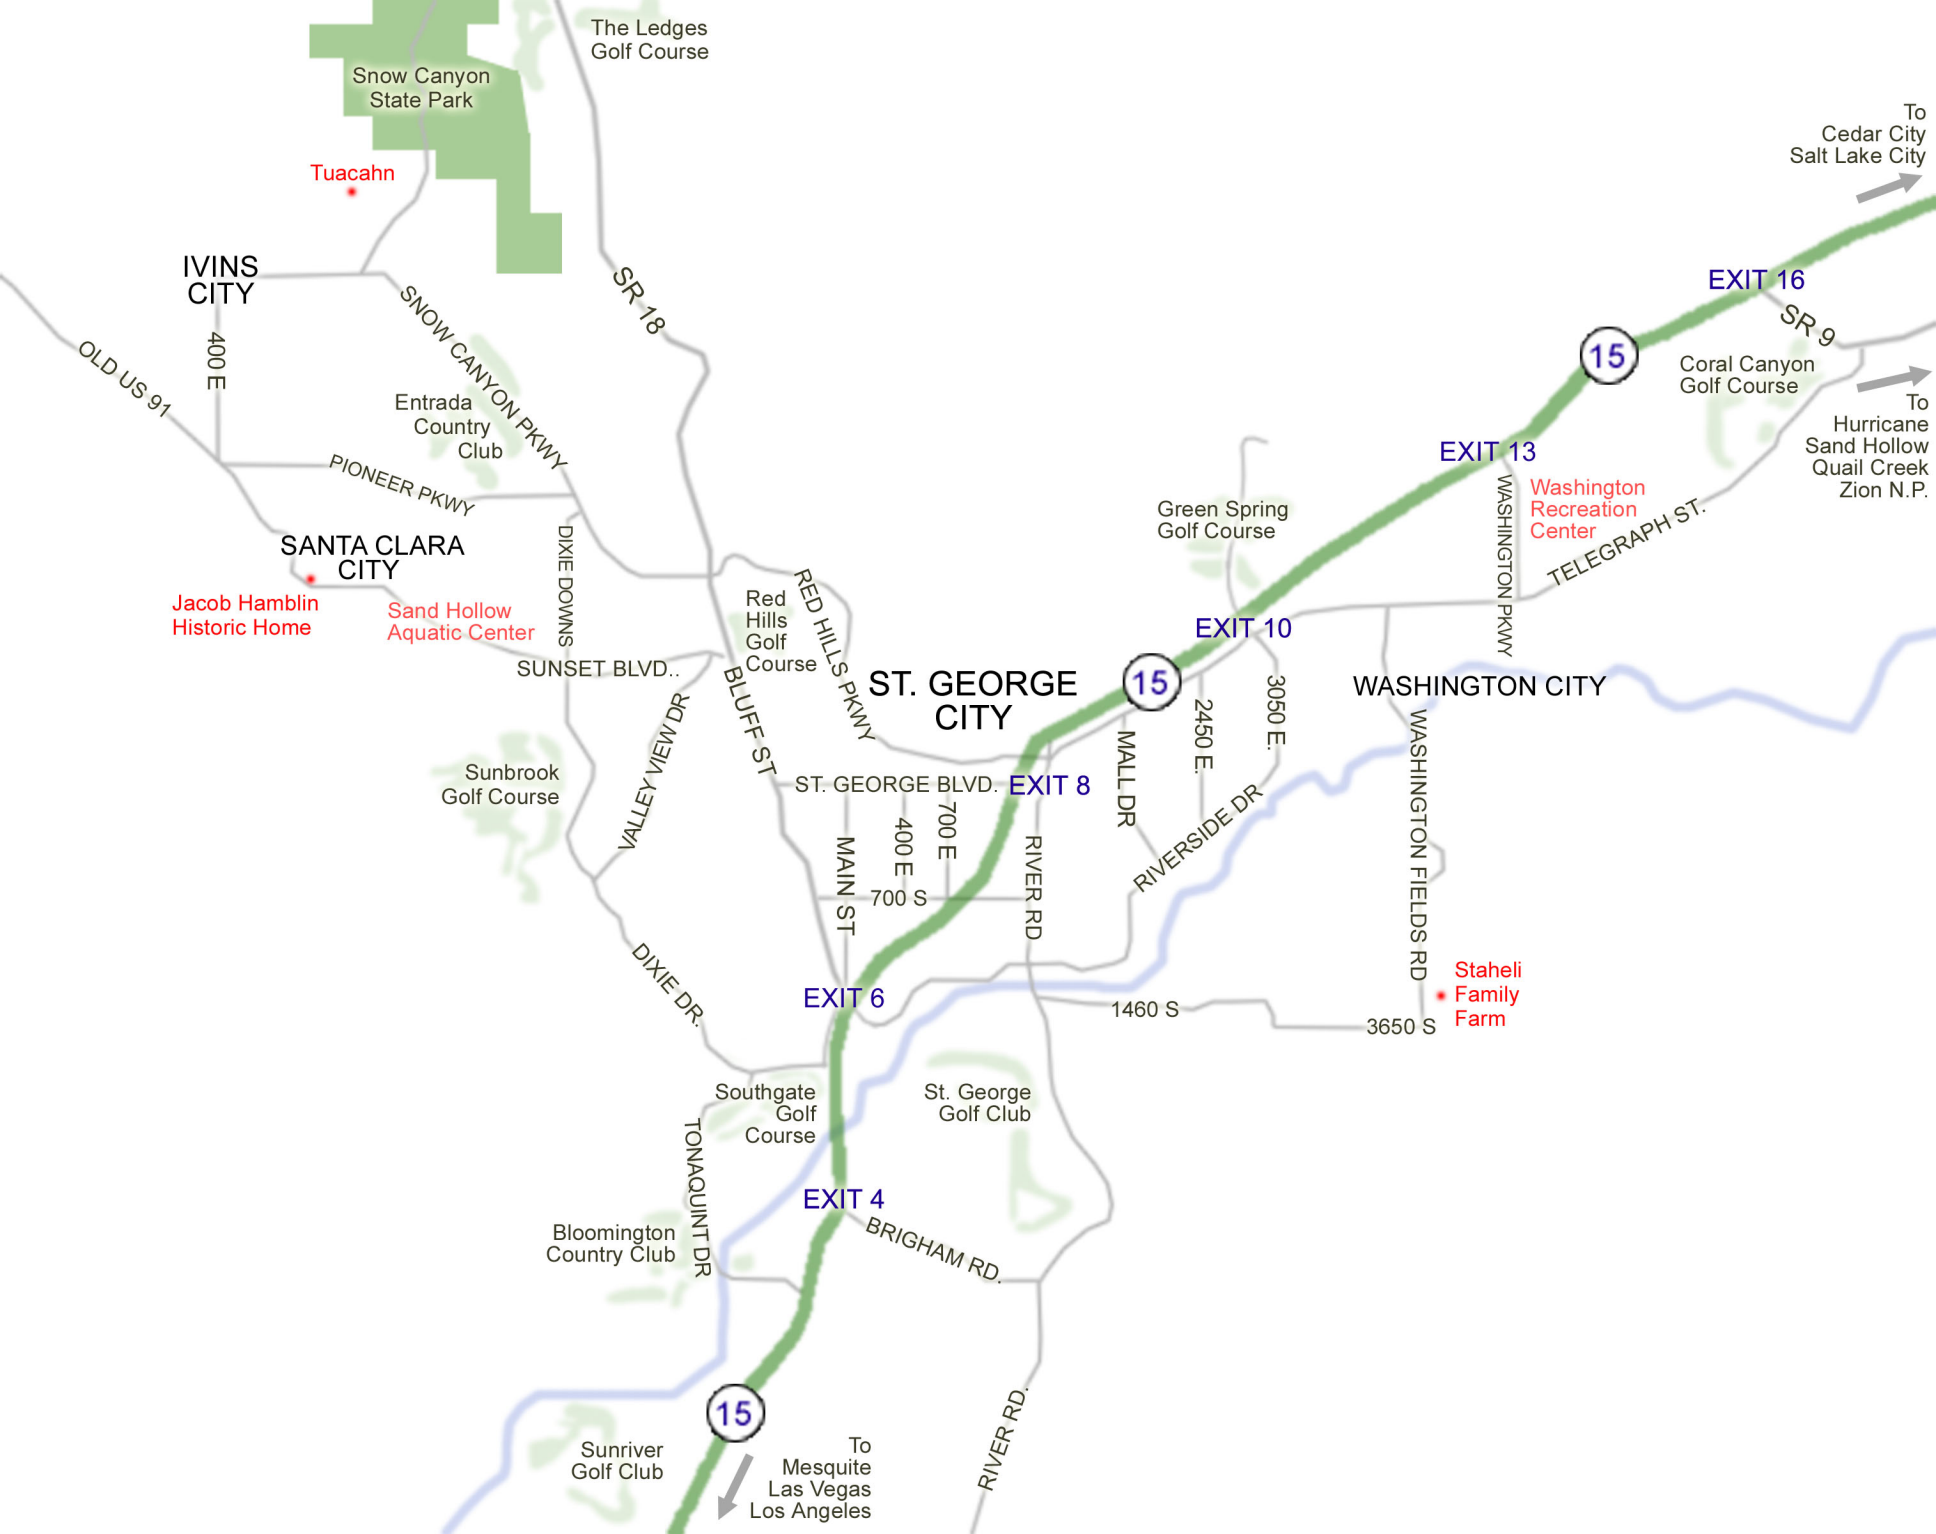 The Ledges
Golf Course
Snow Canyon
State Park
To
Cedar City
Salt Lake City
Tuacahn
IVINS
CITY
SR 18
EXIT 16
SR 9
15
OLD US 91
400 E
SNOW CANYON PKWY
Coral Canyon
Golf Course
To
Hurricane
Sand Hollow
Quail Creek
Zion N.P.
Entrada
Country
Club
EXIT 13
PIONEER PKWY
WASHINGTON PKWY
Washington
Recreation
Center
TELEGRAPH ST.
Green Spring
Golf Course
SANTA CLARA
CITY
DIXIE DOWNS
Jacob Hamblin
Historic Home
Sand Hollow
Aquatic Center
Red
Hills
Golf
Course
RED HILLS PKWY
EXIT 10
SUNSET BLVD..
BLUFF ST
ST. GEORGE
CITY
15
WASHINGTON CITY
VALLEY VIEW DR
2450 E.
3050 E.
MALL DR
WASHINGTON FIELDS RD
Sunbrook
Golf Course
ST. GEORGE BLVD.
EXIT 8
MAIN ST
400 E
700 E
RIVER RD
RIVERSIDE DR
700 S
DIXIE DR.
EXIT 6
1460 S
3650 S
Staheli
Family
Farm
Southgate
Golf
Course
St. George
Golf Club
TONAQUINT DR
EXIT 4
BRIGHAM RD.
Bloomington
Country Club
15
RIVER RD.
Sunriver
Golf Club
To
Mesquite
Las Vegas
Los Angeles